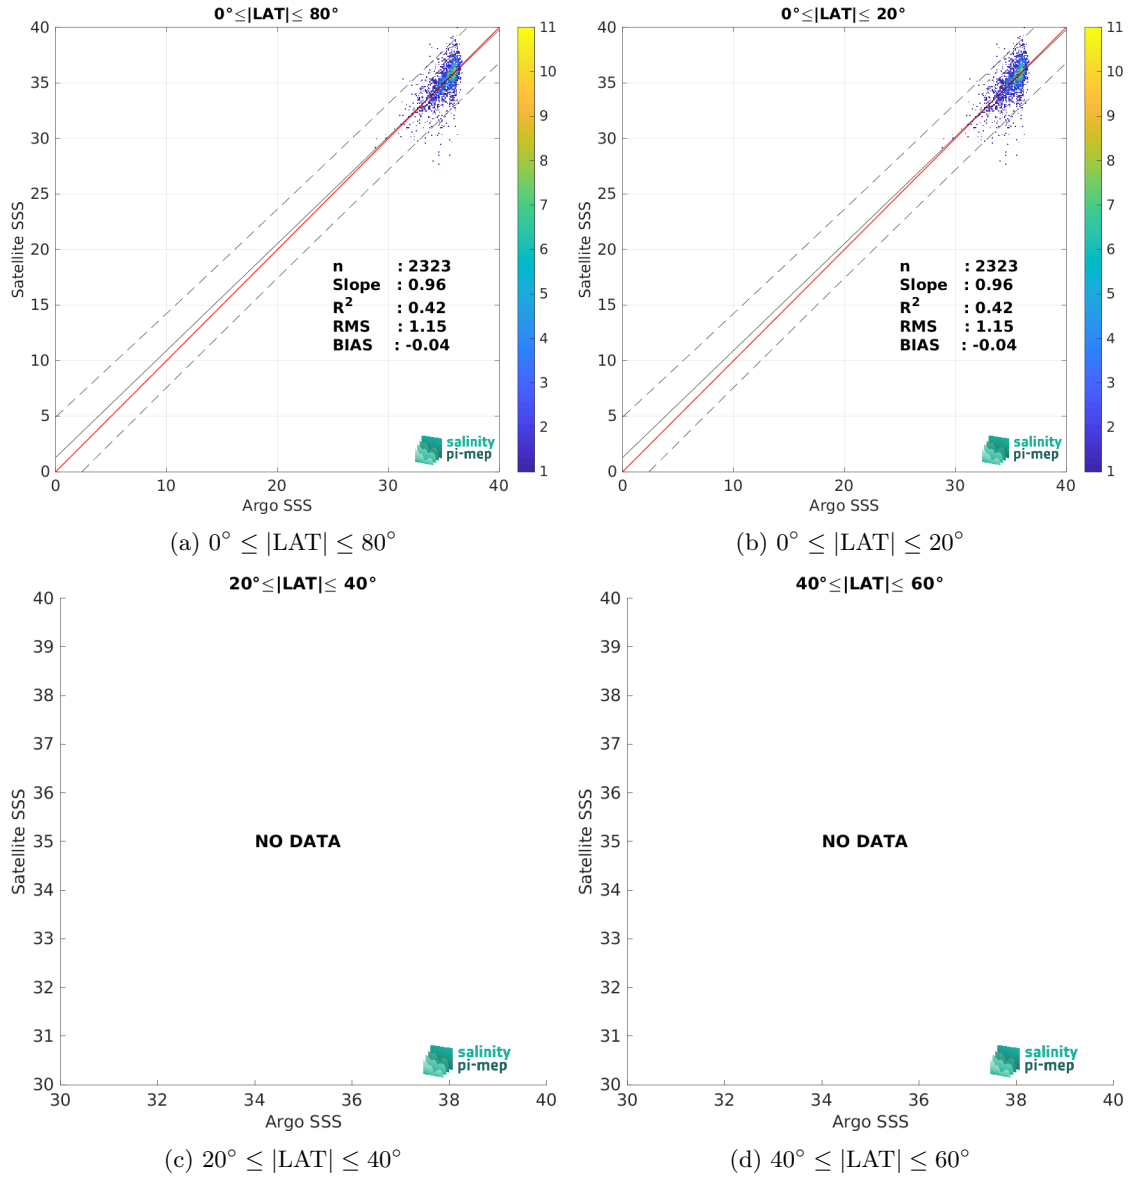 0°≤|LAT|≤ 80°
40
35
30
25
20
15
10
5
0
Satellite SSS
n : 2323
Slope : 0.96
R² : 0.42
RMS : 1.15
BIAS : -0.04
salinity
pi-mep
0 10 20 30 40
Argo SSS
11
10
9
8
7
6
5
4
3
2
1
(a) 0° ≤ |LAT| ≤ 80°
0°≤|LAT|≤ 20°
40
35
30
25
20
15
10
5
0
Satellite SSS
n : 2323
Slope : 0.96
R² : 0.42
RMS : 1.15
BIAS : -0.04
salinity
pi-mep
0 10 20 30 40
Argo SSS
11
10
9
8
7
6
5
4
3
2
1
(b) 0° ≤ |LAT| ≤ 20°
20°≤|LAT|≤ 40°
40
39
38
37
36
35
34
33
32
31
30
Satellite SSS
NO DATA
salinity
pi-mep
30 32 34 36 38 40
Argo SSS
(c) 20° ≤ |LAT| ≤ 40°
40°≤|LAT|≤ 60°
40
39
38
37
36
35
34
33
32
31
30
Satellite SSS
NO DATA
salinity
pi-mep
30 32 34 36 38 40
Argo SSS
(d) 40° ≤ |LAT| ≤ 60°